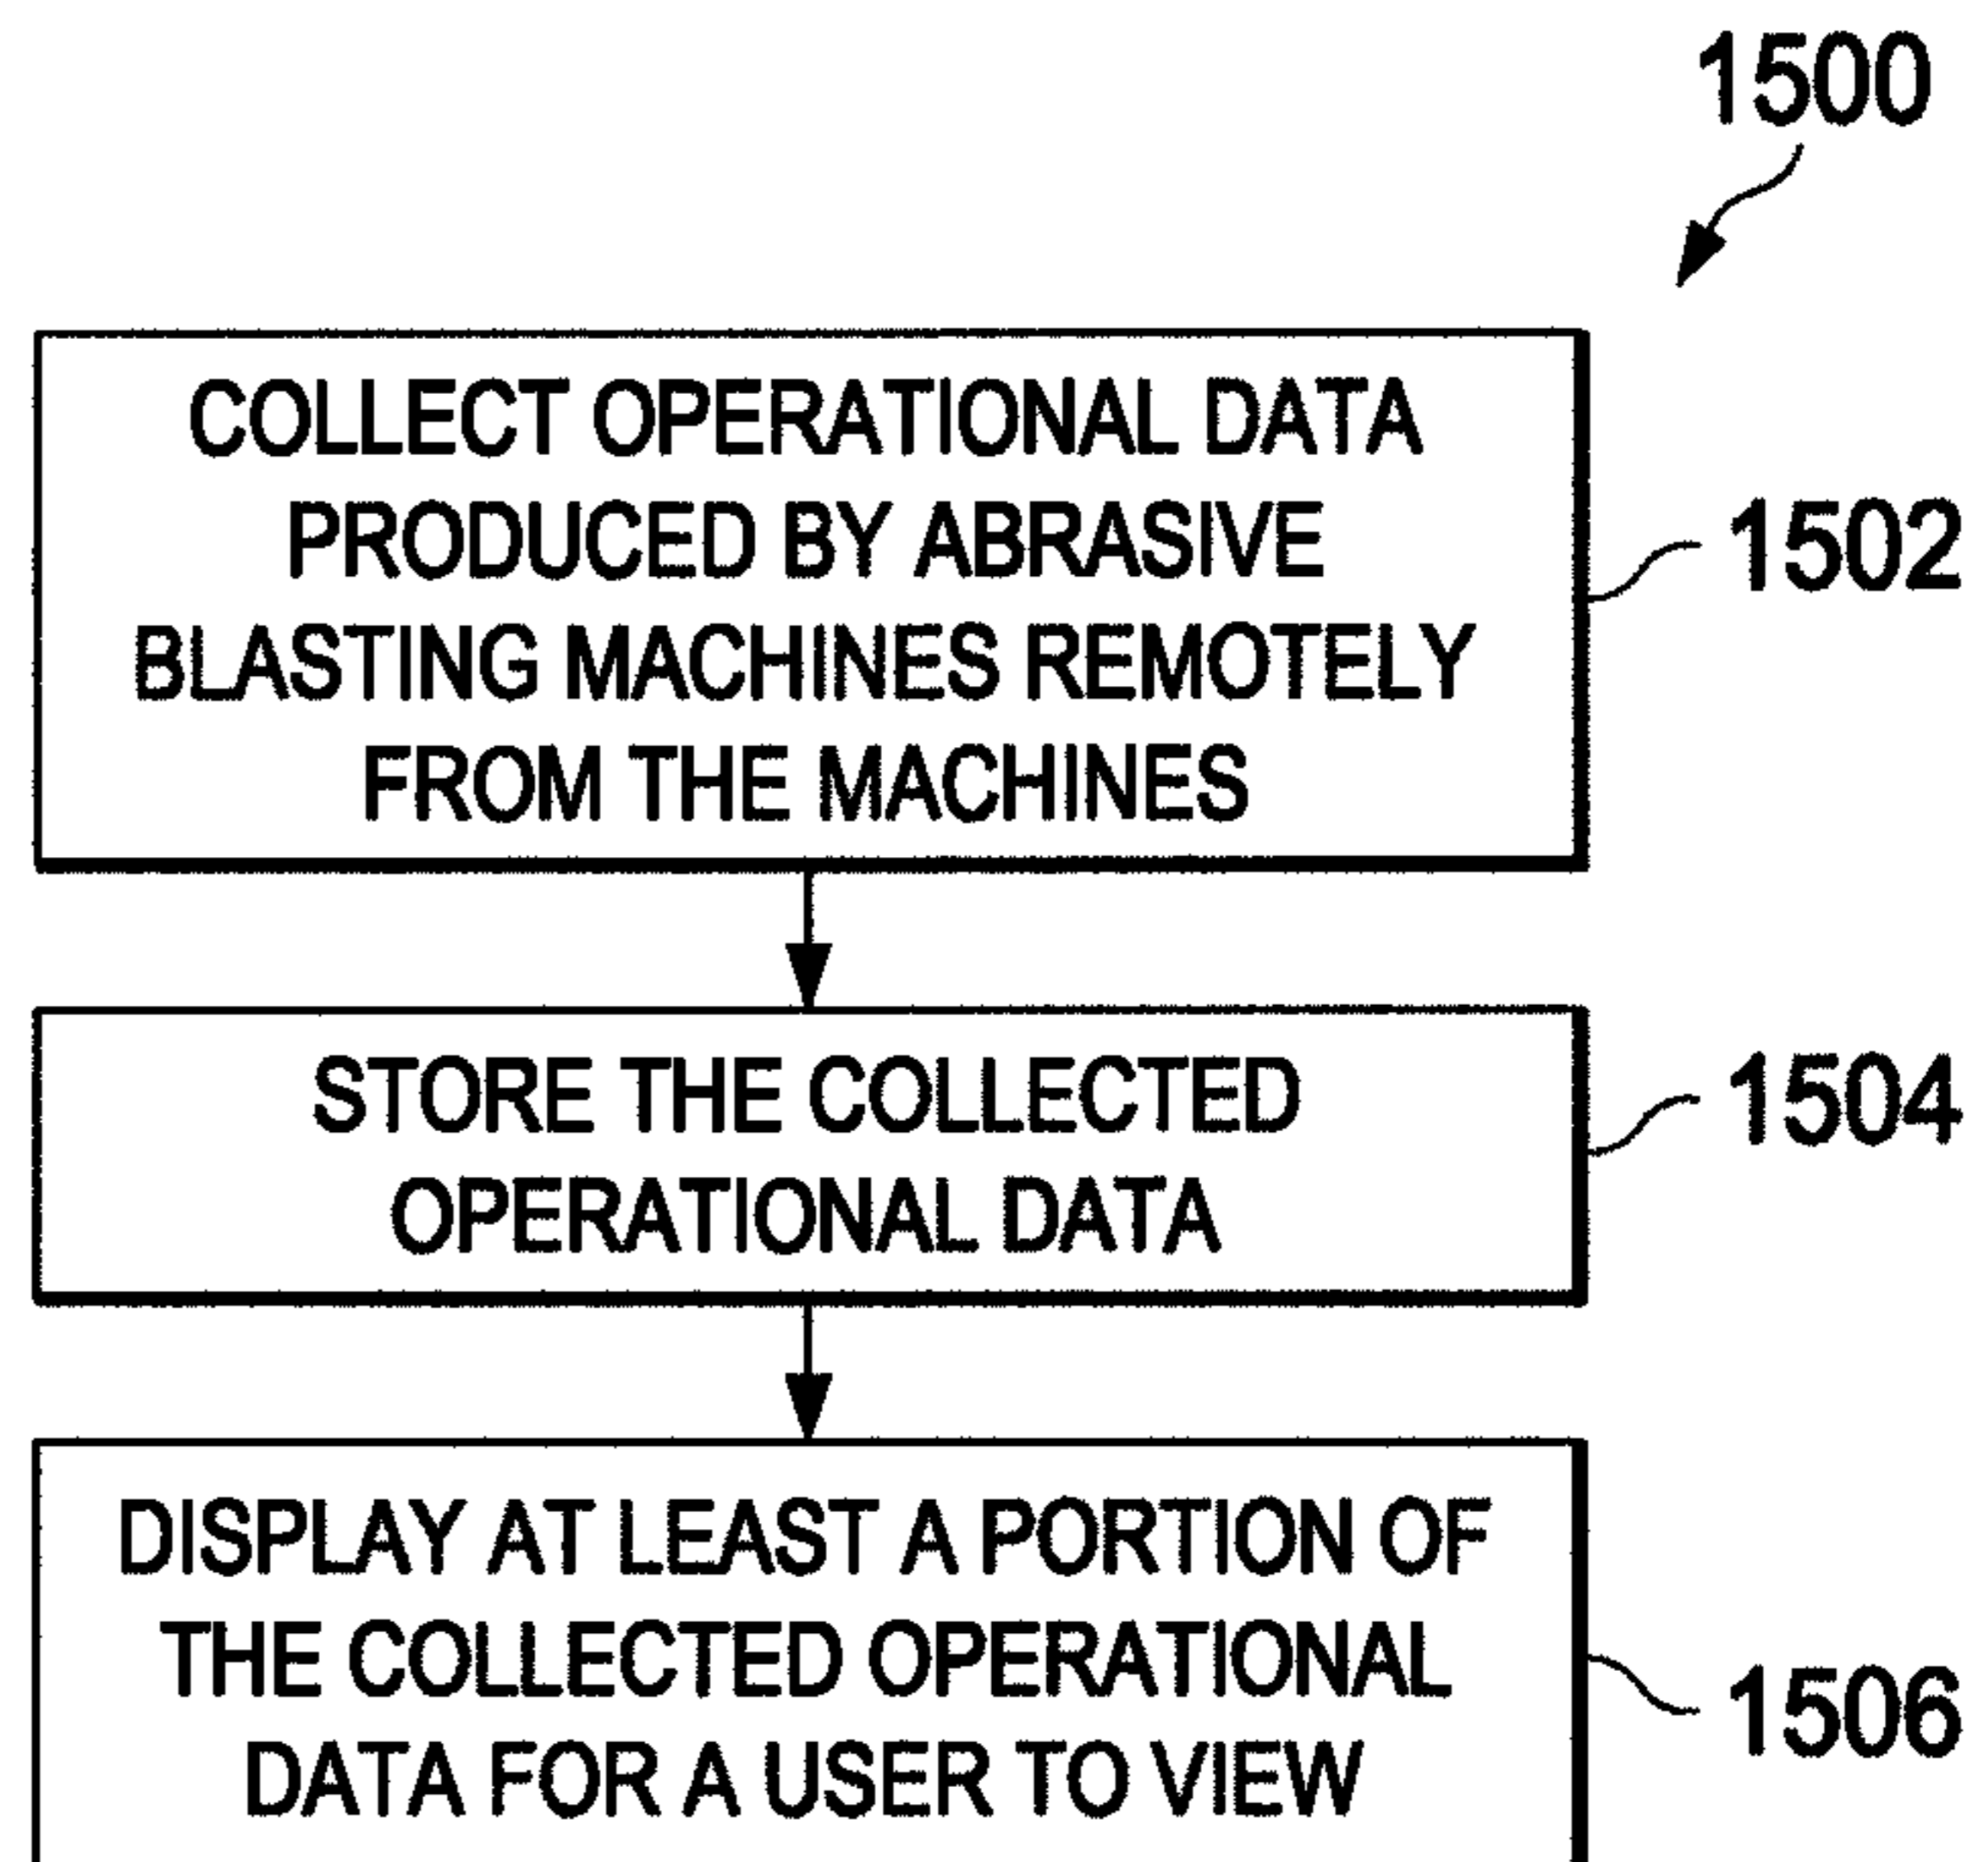 1500
COLLECT OPERATIONAL DATA
PRODUCED BY ABRASIVE
BLASTING MACHINES REMOTELY
FROM THE MACHINES
1502
STORE THE COLLECTED
OPERATIONAL DATA
1504
DISPLAY AT LEAST A PORTION OF
THE COLLECTED OPERATIONAL
DATA FOR A USER TO VIEW
1506